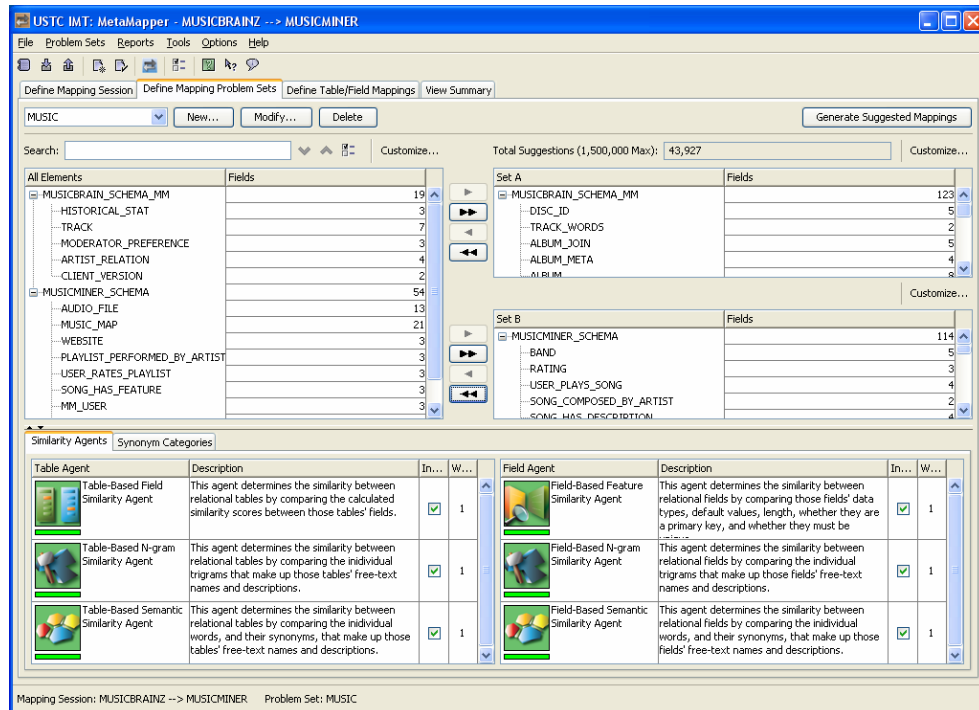 USTC IMT: MetaMapper - MUSICBRAINZ --> MUSICMINER
File Problem Sets Reports Tools Options Help
Define Mapping Session Define Mapping Problem Sets Define Table/Field Mappings View Summary
MUSIC New... Modify... Delete Generate Suggested Mappings
Search: Customize... Total Suggestions (1,500,000 Max): 43,927 Customize...
All Elements Fields
MUSICBRAIN_SCHEMA_MM 19
HISTORICAL_STAT 3
TRACK 7
MODERATOR_PREFERENCE 3
ARTIST_RELATION 4
CLIENT_VERSION 2
MUSICMINER_SCHEMA 54
AUDIO_FILE 13
MUSIC_MAP 21
WEBSITE 3
PLAYLIST_PERFORMED_BY_ARTIST 3
USER_RATES_PLAYLIST 3
SONG_HAS_FEATURE 3
MM_USER 3
Set A Fields
MUSICBRAIN_SCHEMA_MM 123
DISC_ID 5
TRACK_WORDS 2
ALBUM_JOIN 5
ALBUM_META 4
ALBUM 8
Customize...
Set B Fields
MUSICMINER_SCHEMA 114
BAND 5
RATING 3
USER_PLAYS_SONG 4
SONG_COMPOSED_BY_ARTIST 2
SONG_HAS_DESCRIPTION 4
Similarity Agents Synonym Categories
Table Agent Description In... W...
Table-Based Field
Similarity Agent
This agent determines the similarity between
relational tables by comparing the calculated
similarity scores between those tables' fields.
1
Table-Based N-gram
Similarity Agent
This agent determines the similarity between
relational tables by comparing the inidividual
trigrams that make up those tables' free-text
names and descriptions.
1
Table-Based Semantic
Similarity Agent
This agent determines the similarity between
relational tables by comparing the inidividual
words, and their synonyms, that make up those
tables' free-text names and descriptions.
1
Field Agent Description In... W...
Field-Based Feature
Similarity Agent
This agent determines the similarity between
relational fields by comparing those fields' data
types, default values, length, whether they are
a primary key, and whether they must be
1
Field-Based N-gram
Similarity Agent
This agent determines the similarity between
relational fields by comparing the inidividual
trigrams that make up those fields' free-text
names and descriptions.
1
Field-Based Semantic
Similarity Agent
This agent determines the similarity between
relational fields by comparing the inidividual
words, and their synonyms, that make up those
fields' free-text names and descriptions.
1
Mapping Session: MUSICBRAINZ --> MUSICMINER Problem Set: MUSIC